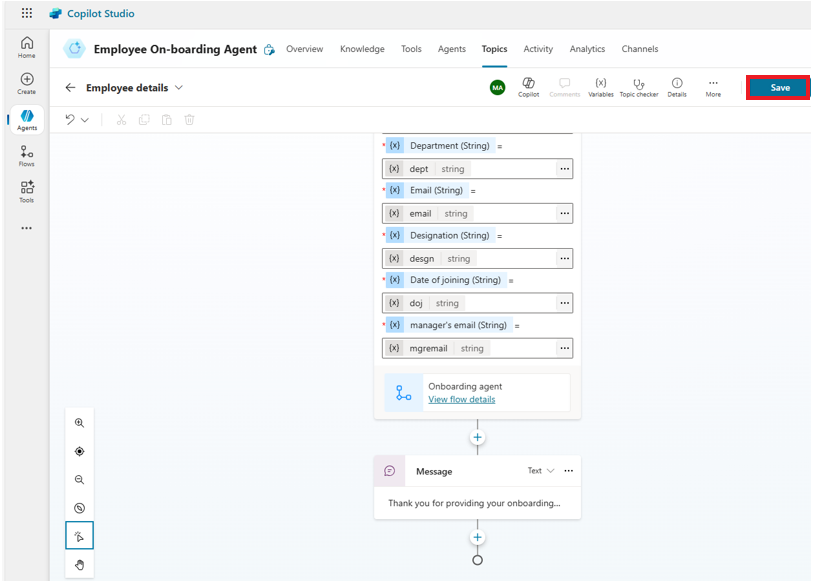 Copilot Studio
Home
Create
Agents
Flows
Tools
Employee On-boarding Agent
Overview
Knowledge
Tools
Agents
Topics
Activity
Analytics
Channels
Employee details
MA
Copilot
Comments
{x}
Variables
Topic checker
Details
More
Save
* {x} Department (String) =
{x} dept string
* {x} Email (String) =
{x} email string
* {x} Designation (String) =
{x} desgn string
* {x} Date of joining (String) =
{x} doj string
* {x} manager's email (String) =
{x} mgremail string
Onboarding agent
View flow details
Message Text
Thank you for providing your onboarding...